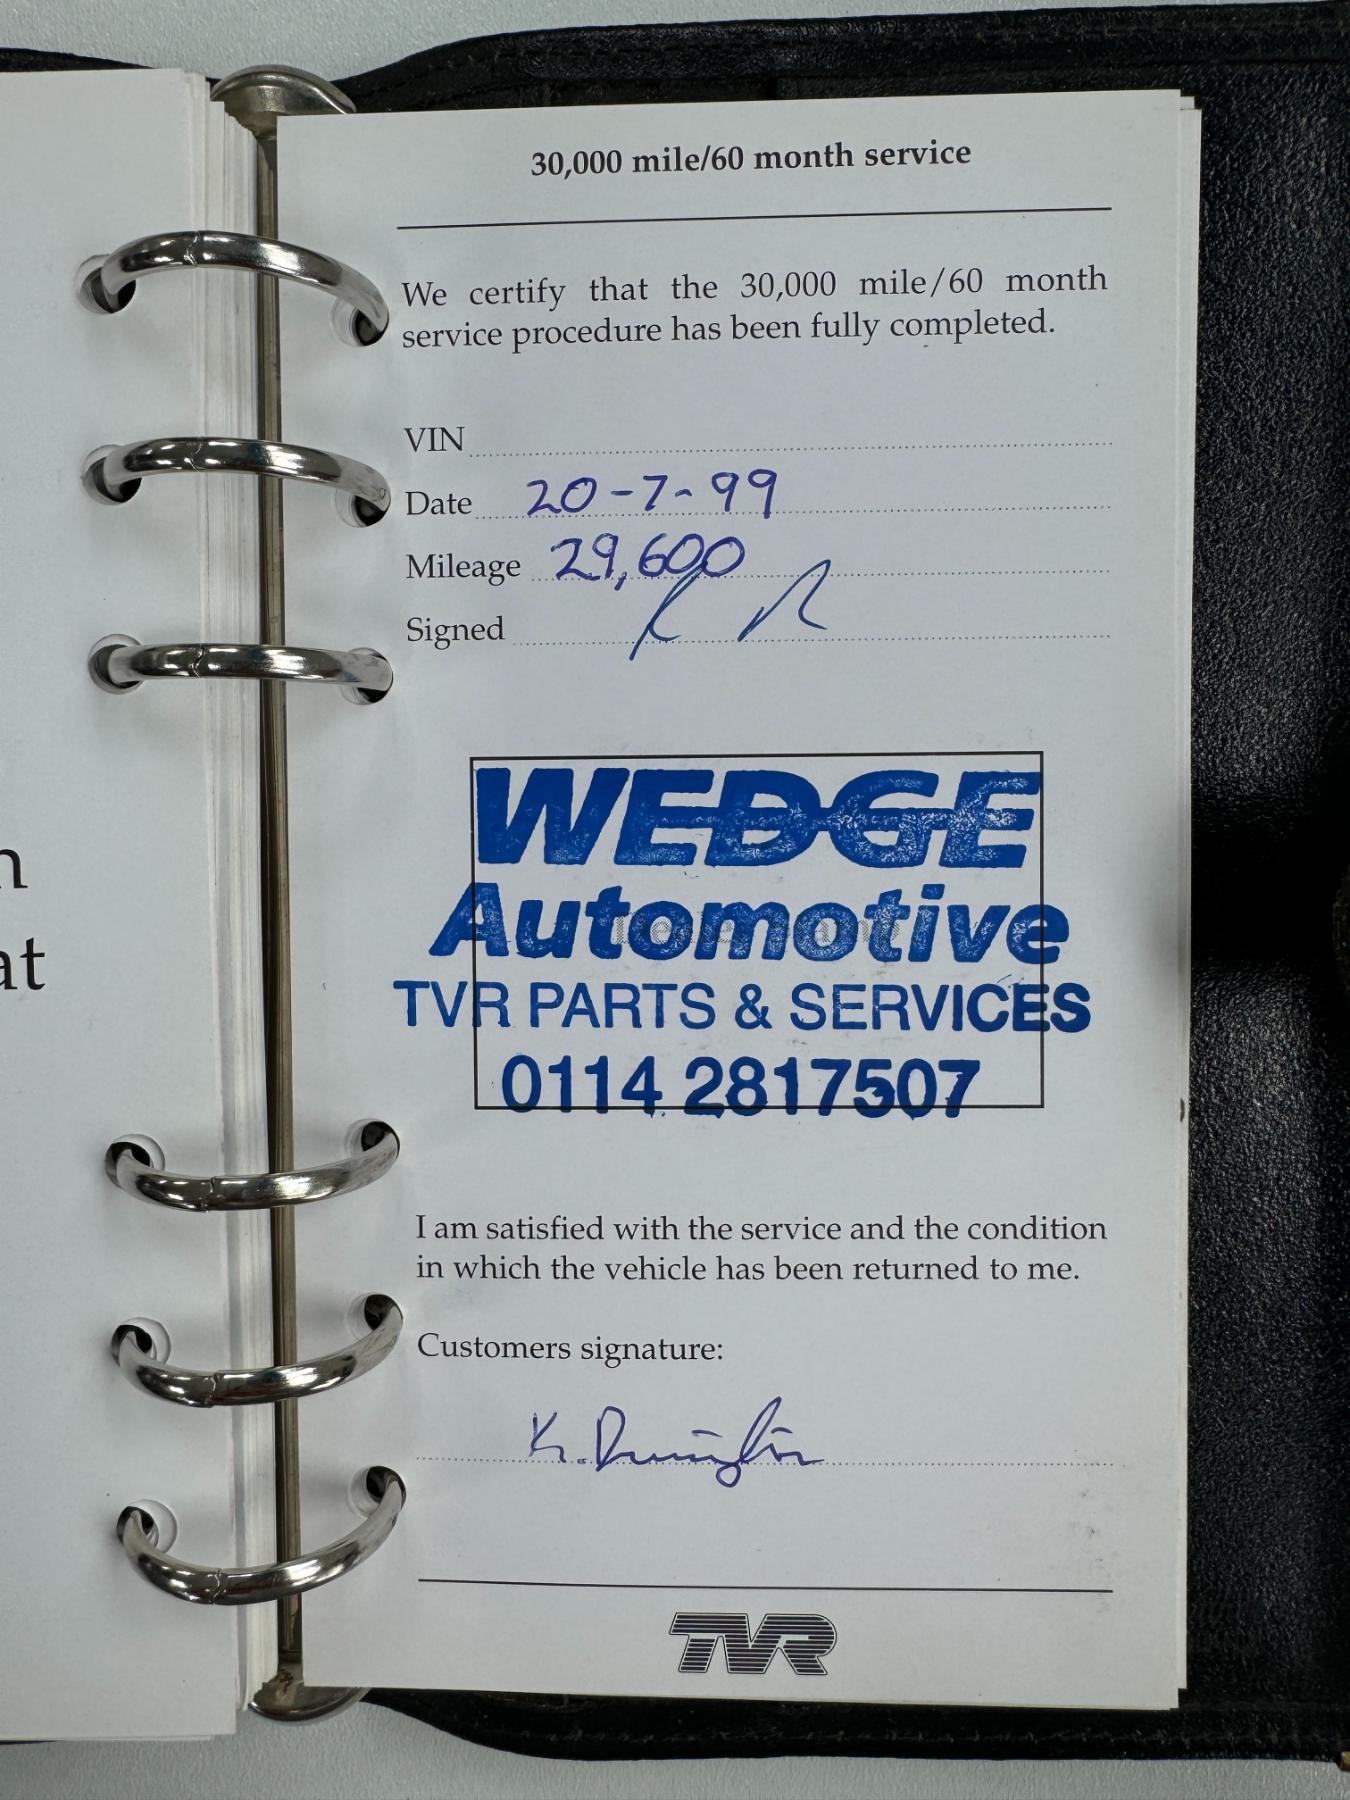 30,000 mile/60 month service
We certify that the 30,000 mile/60 month
service procedure has been fully completed.
VIN
Date 20-7-99
Mileage 29,600
Signed
WEDGE
Automotive
TVR PARTS & SERVICES
0114 2817507
I am satisfied with the service and the condition
in which the vehicle has been returned to me.
Customers signature:
K.
TVR
at